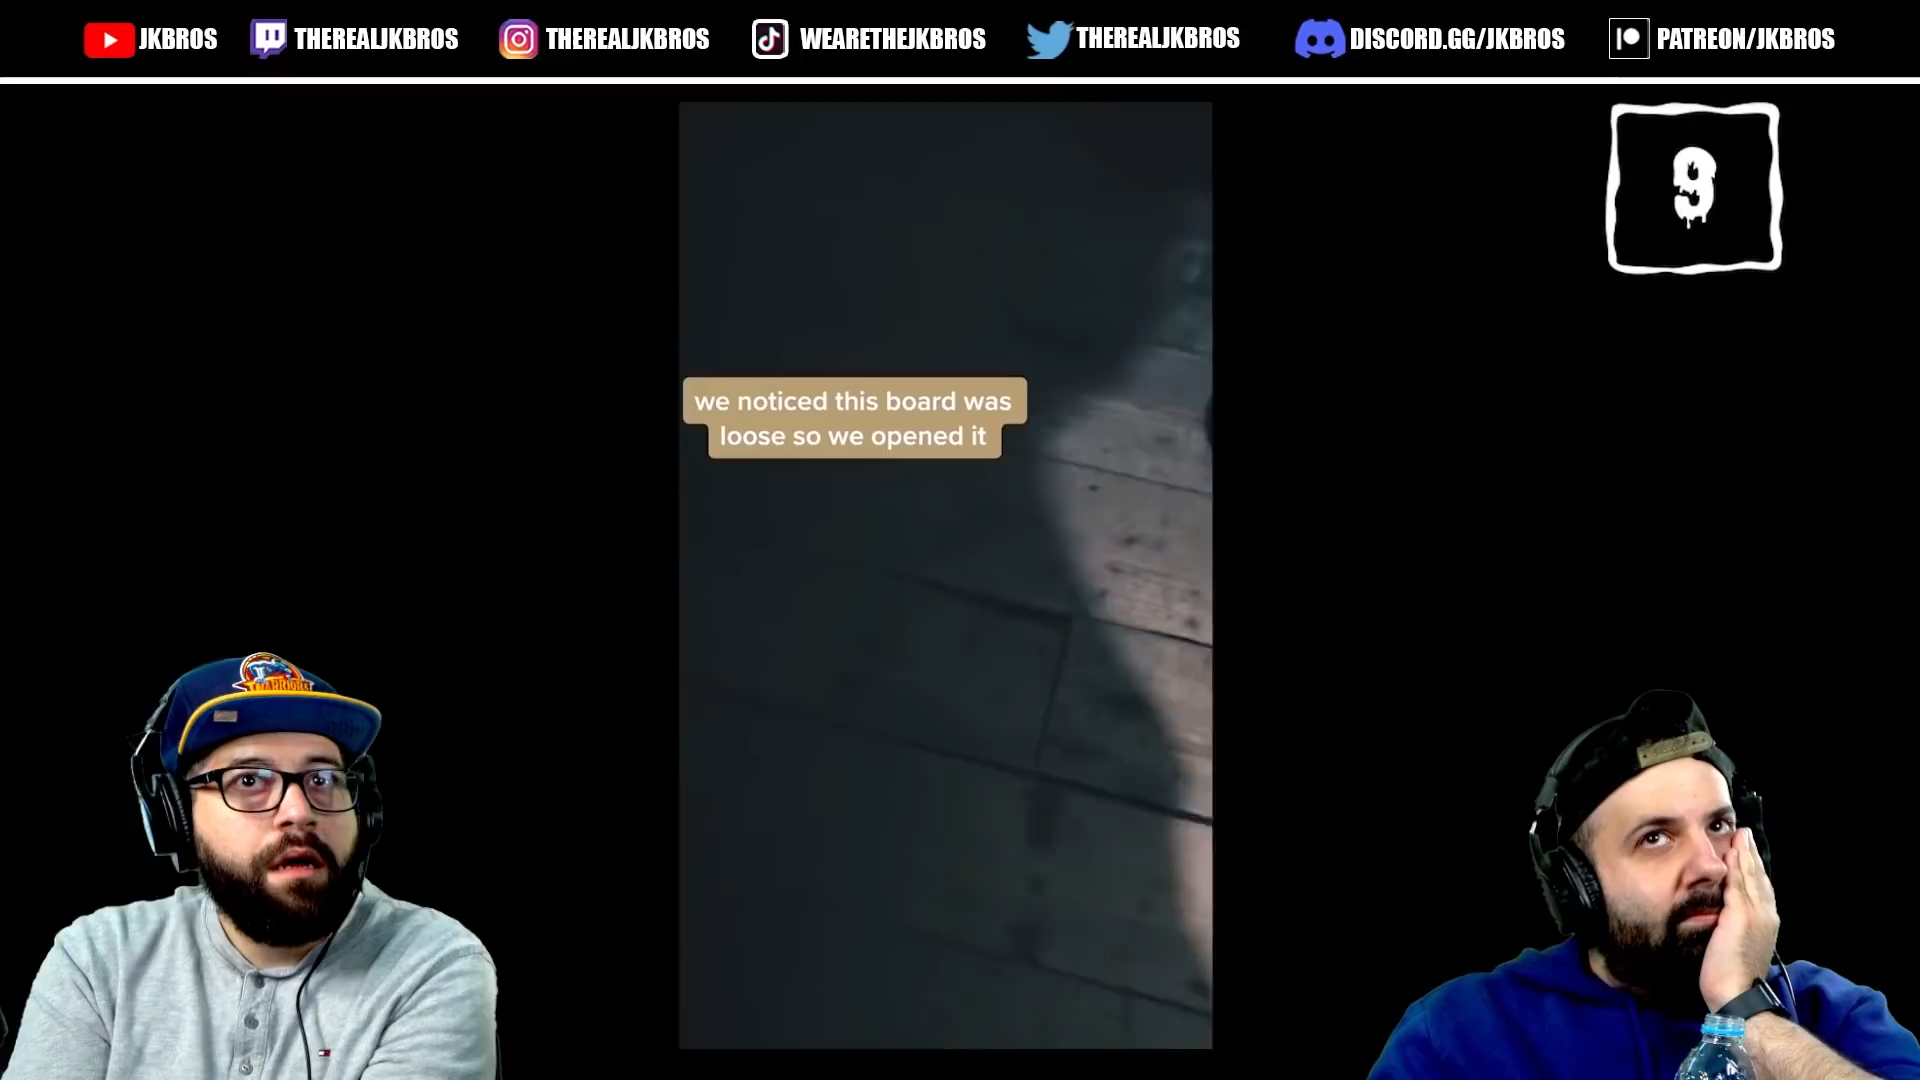 JKBROS THEREALJKBROS THEREALJKBROS WEARETHEJKBROS THEREALJKBROS DISCORD.GG/JKBROS PATREON/JKBROS
9
we noticed this board was
loose so we opened it
WARRIORS